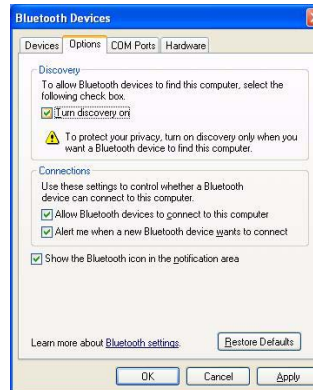 Bluetooth Devices
Devices Options COM Ports Hardware
Discovery
To allow Bluetooth devices to find this computer, select the
following check box.
Turn discovery on
To protect your privacy, turn on discovery only when you
want a Bluetooth device to find this computer.
Connections
Use these settings to control whether a Bluetooth
device can connect to this computer.
Allow Bluetooth devices to connect to this computer
Alert me when a new Bluetooth device wants to connect
Show the Bluetooth icon in the notification area
Learn more about Bluetooth settings. Restore Defaults
OK Cancel Apply